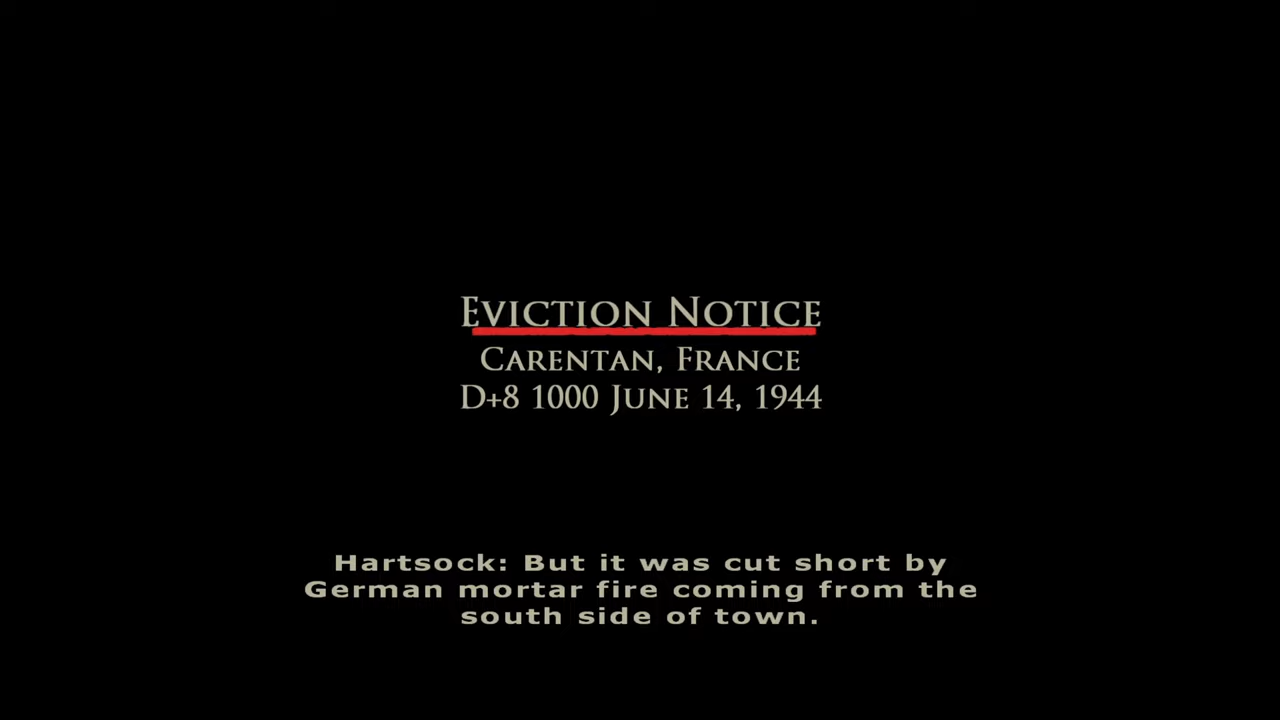 Eviction Notice
Carentan, France
D+8 1000 June 14, 1944
Hartsock: But it was cut short by
German mortar fire coming from the
south side of town.